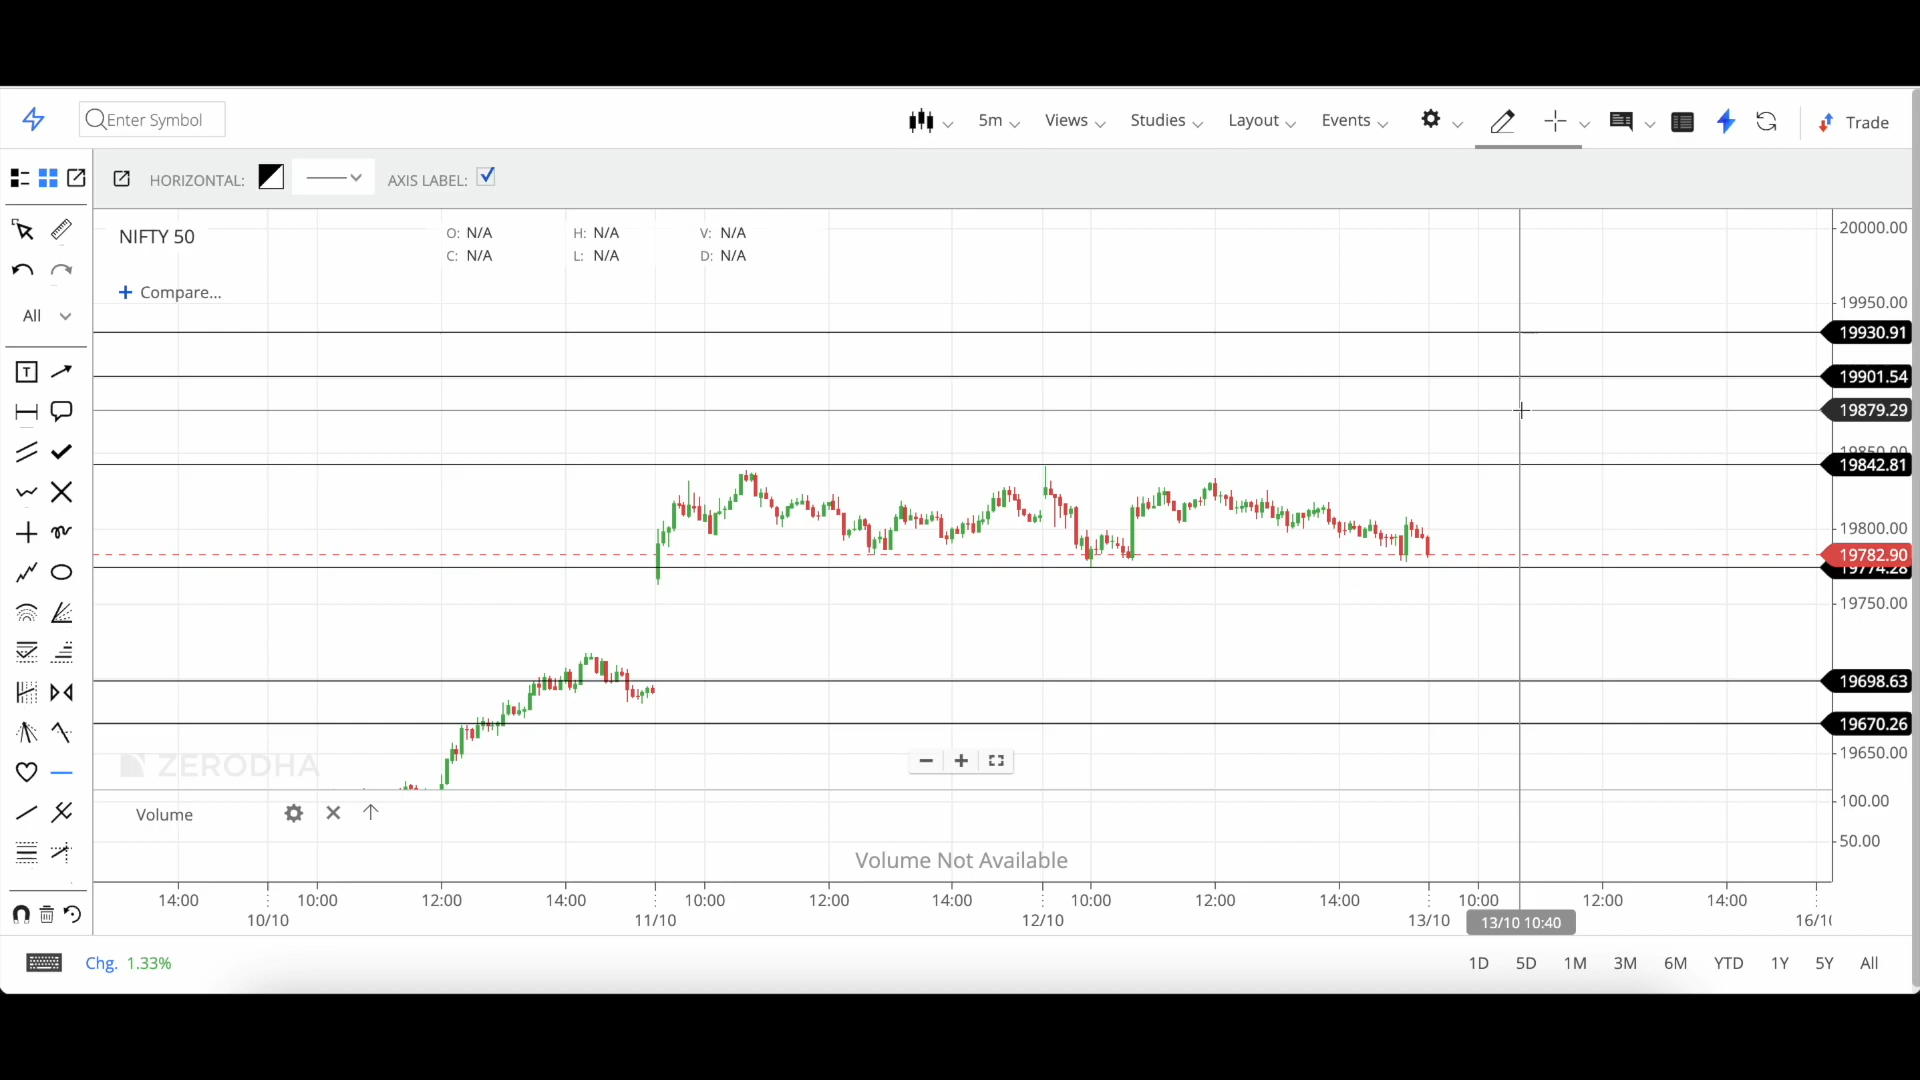 Enter Symbol
5m
Views
Studies
Layout
Events
Trade
HORIZONTAL:
AXIS LABEL:
NIFTY 50
O: N/A H: N/A V: N/A
C: N/A L: N/A D: N/A
+ Compare...
All
T
20000.00
19950.00
19930.91
19901.54
19879.29
19850.00
19842.81
19800.00
19782.90
19774.28
19750.00
19698.63
19670.26
19650.00
ZERODHA
Volume
100.00
50.00
Volume Not Available
14:00 10:00 12:00 14:00 10:00 12:00 14:00 10:00 12:00 14:00 10:00 12:00 14:00
10/10 11/10 12/10 13/10 13/10 10:40
Chg. 1.33%
1D 5D 1M 3M 6M YTD 1Y 5Y All